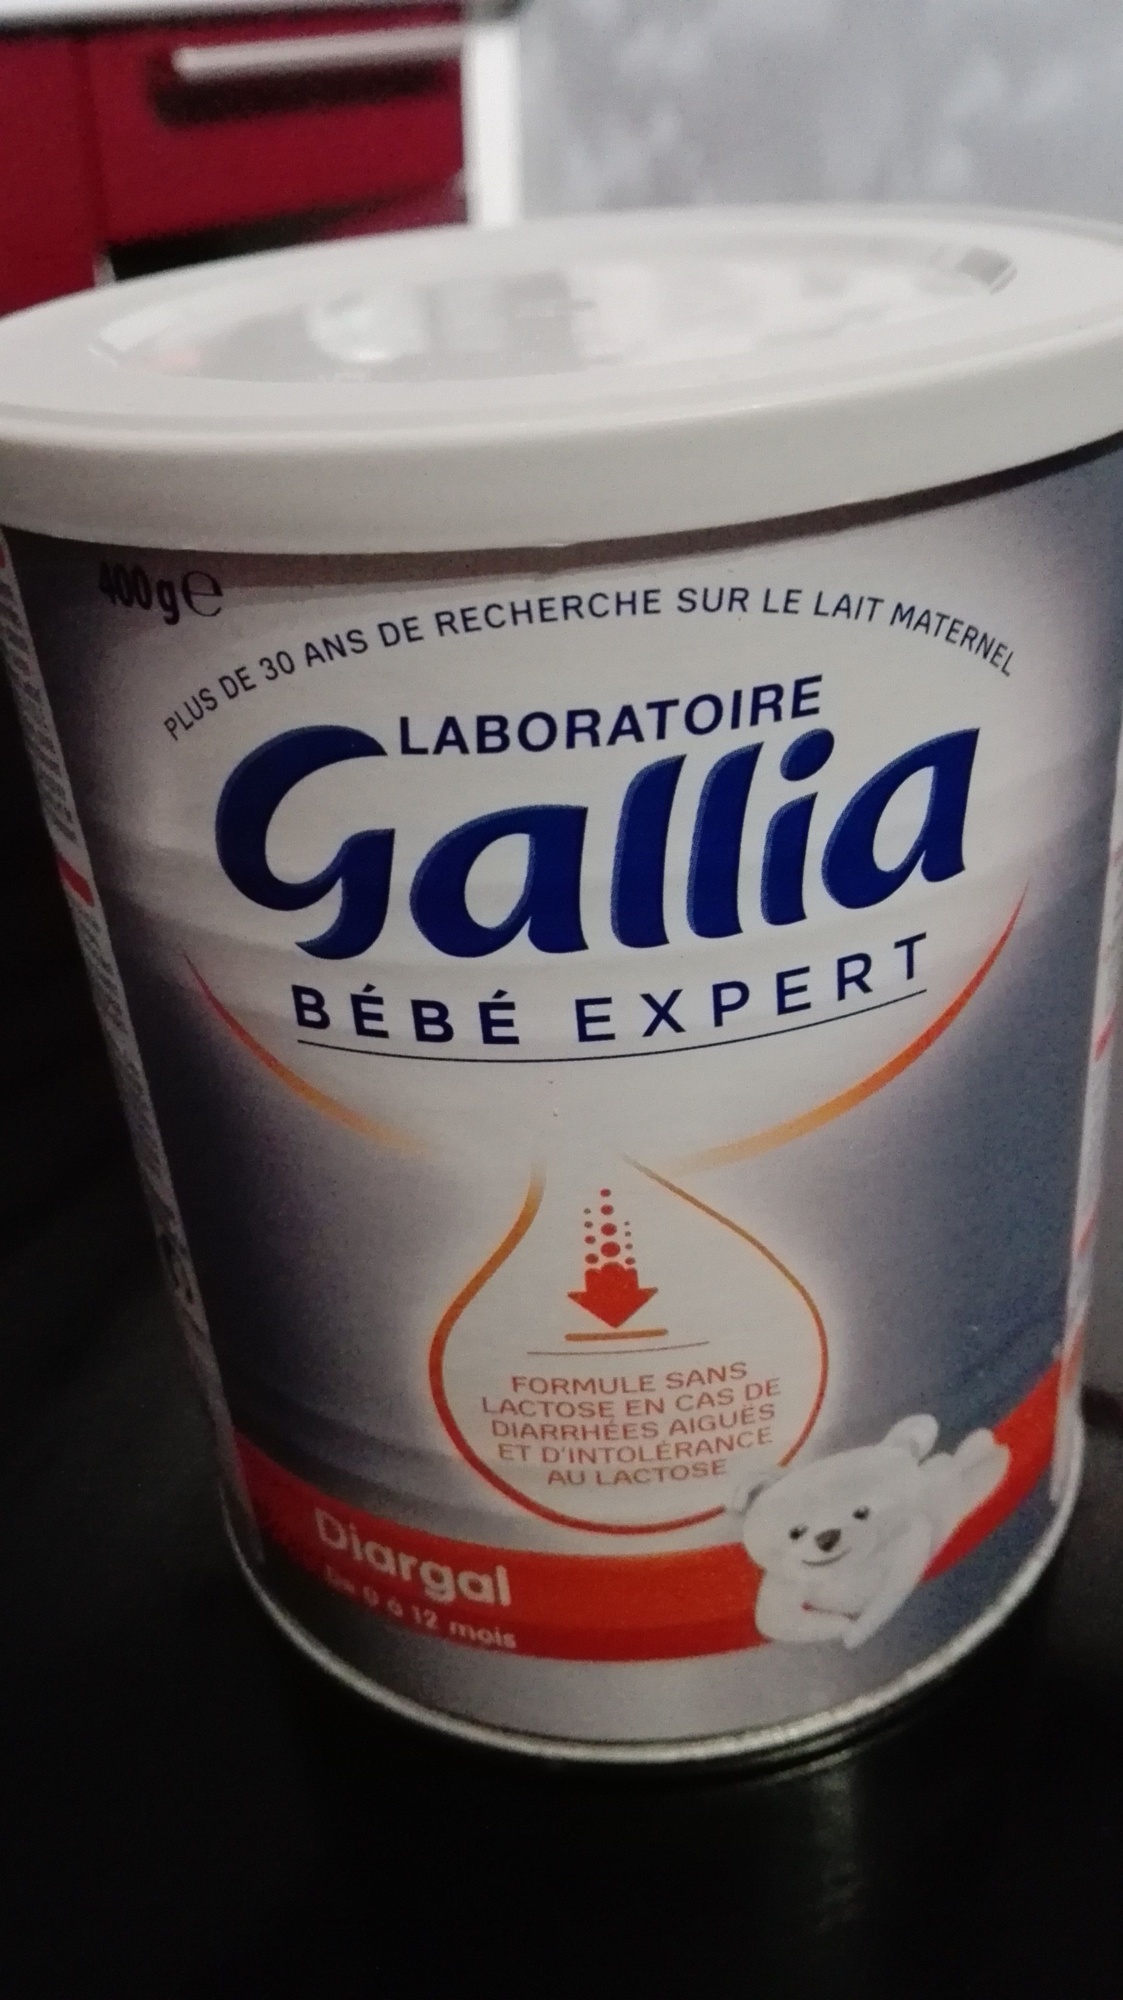 400g℮
PLUS DE 30 ANS DE RECHERCHE SUR LE LAIT MATERNEL
LABORATOIRE
Gallia
BÉBÉ EXPERT
FORMULE SANS
LACTOSE EN CAS DE
DIARRHÉES AIGUËS
ET D'INTOLÉRANCE
AU LACTOSE
Diargal
De 0 à 12 mois